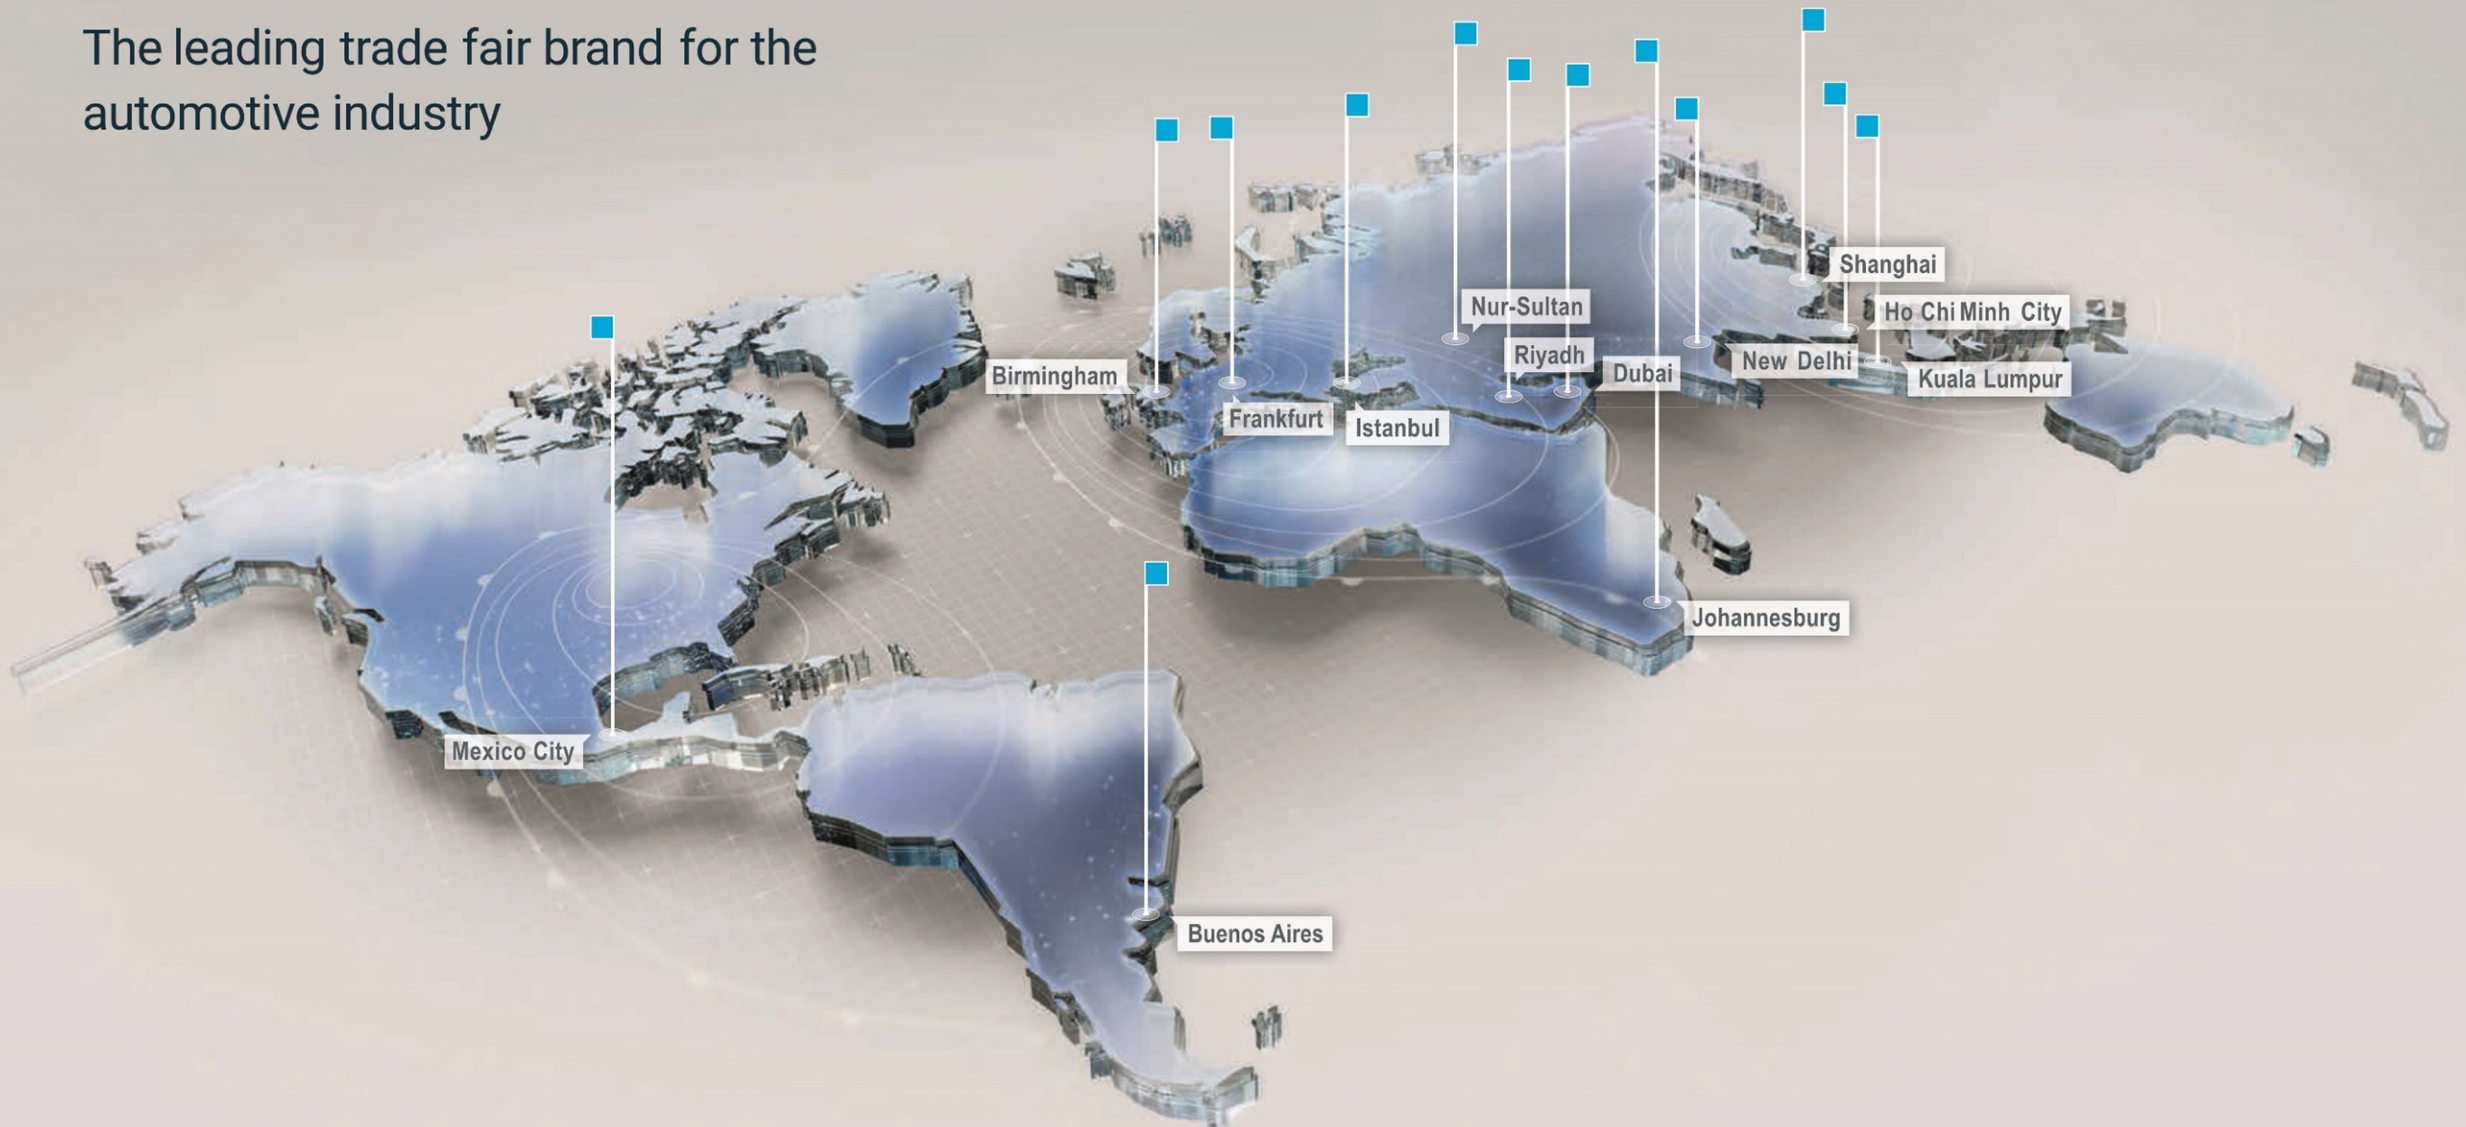 The leading trade fair brand for the
automotive industry
Shanghai
Nur-Sultan
Ho Chi Minh City
Riyadh
New Delhi
Dubai
Birmingham
Kuala Lumpur
Frankfurt
Istanbul
Johannesburg
Mexico City
Buenos Aires